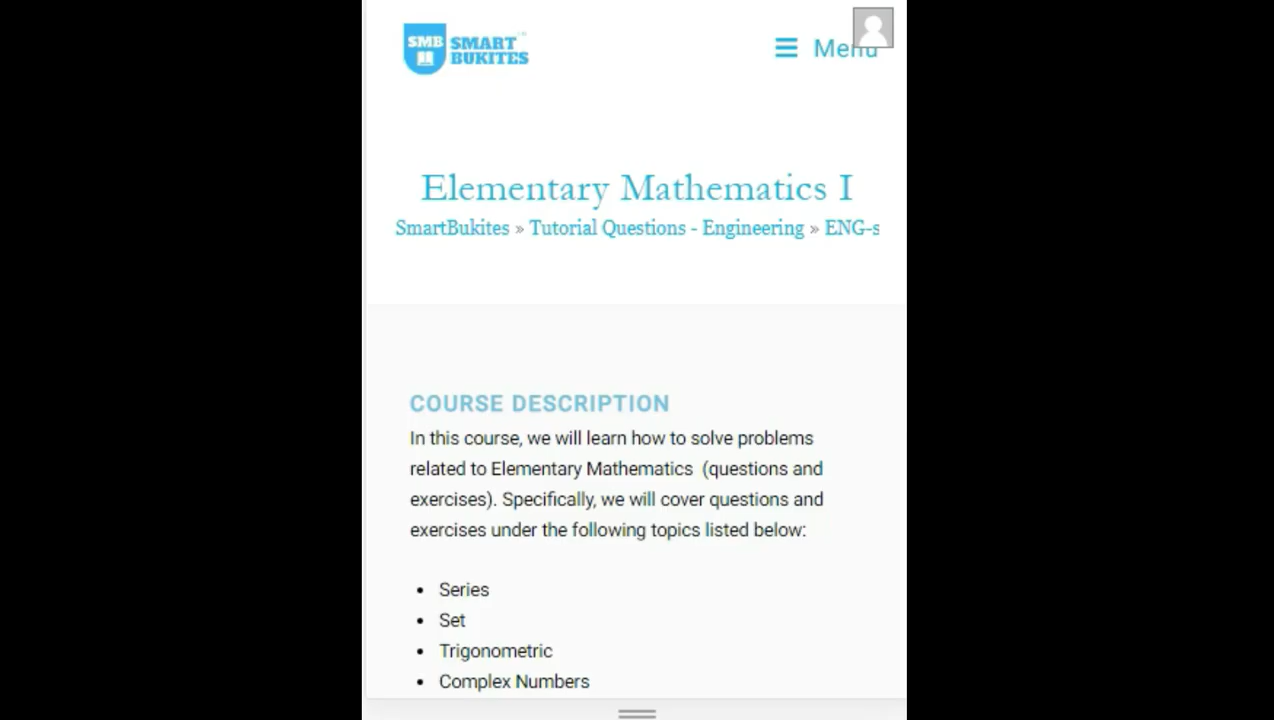 SMB SMART
BUKITES
Menu
Elementary Mathematics I
SmartBukites » Tutorial Questions - Engineering » ENG-s
COURSE DESCRIPTION
In this course, we will learn how to solve problems
related to Elementary Mathematics (questions and
exercises). Specifically, we will cover questions and
exercises under the following topics listed below:
• Series
• Set
• Trigonometric
• Complex Numbers